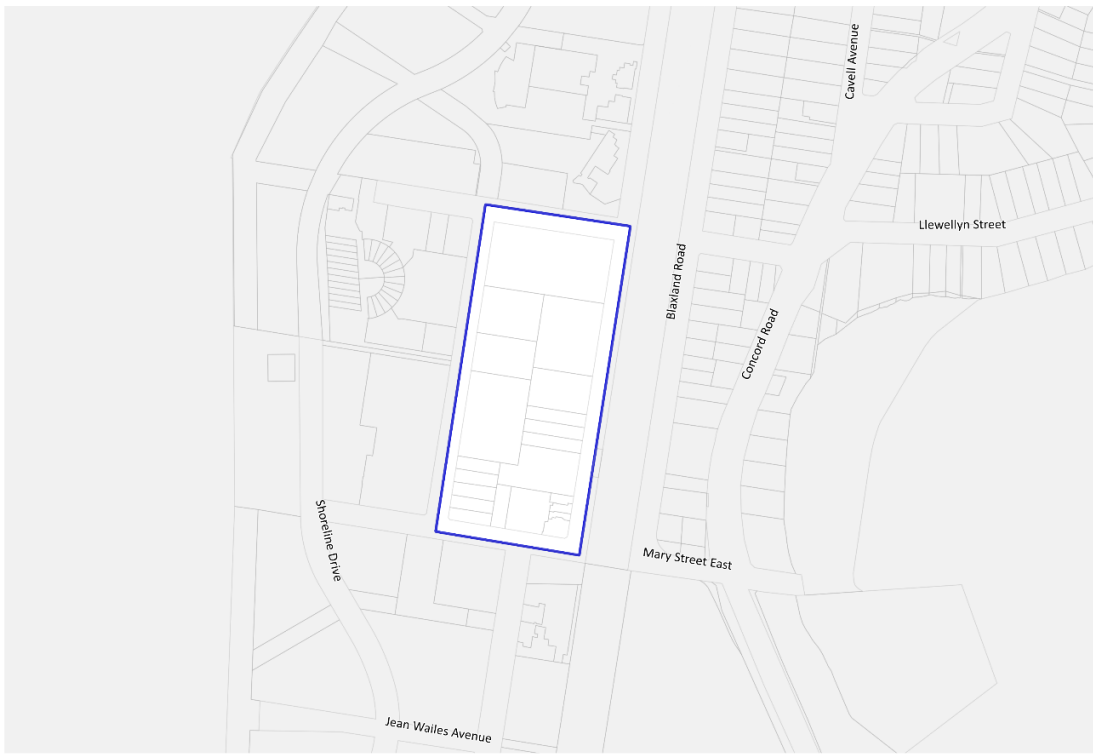 Cavell Avenue
Llewellyn Street
Blaxland Road
Concord Road
Shoreline Drive
Mary Street East
Jean Wailes Avenue